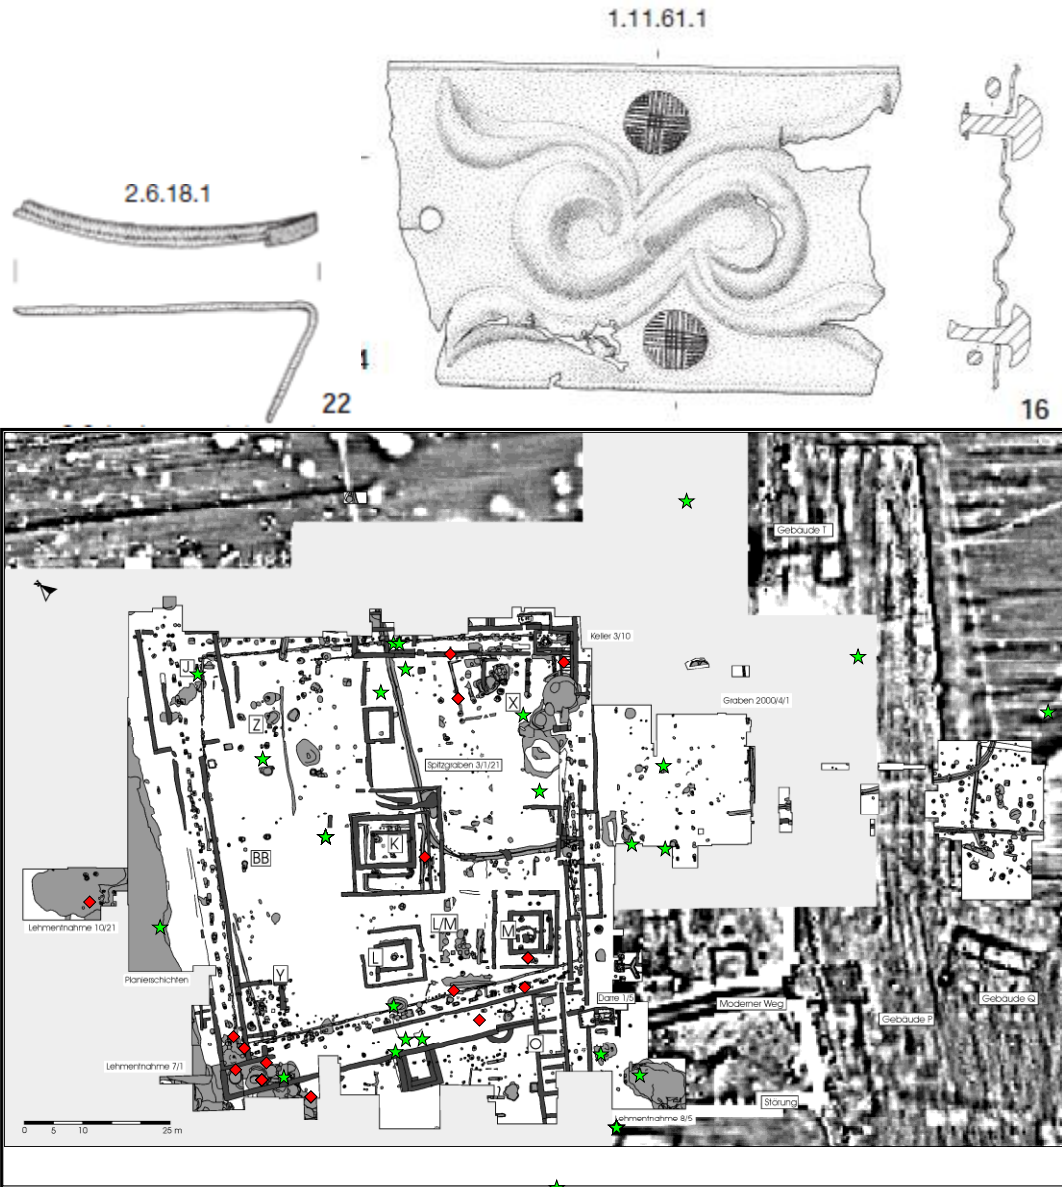 1.11.61.1
2.6.18.1
22
16
Gebäude T
Keller 3/10
J
Z
X
Graben 2000/4/1
Spitzgraben 3/1/21
K
BB
L/M
M
Lehmentnahme 10/21
L
Planierschichten
Y
Darre 1/5
Moderner Weg
Gebäude Q
Gebäude P
O
Lehmentnahme 7/1
Störung
Lehmentnahme 8/5
0 5 10 25 m